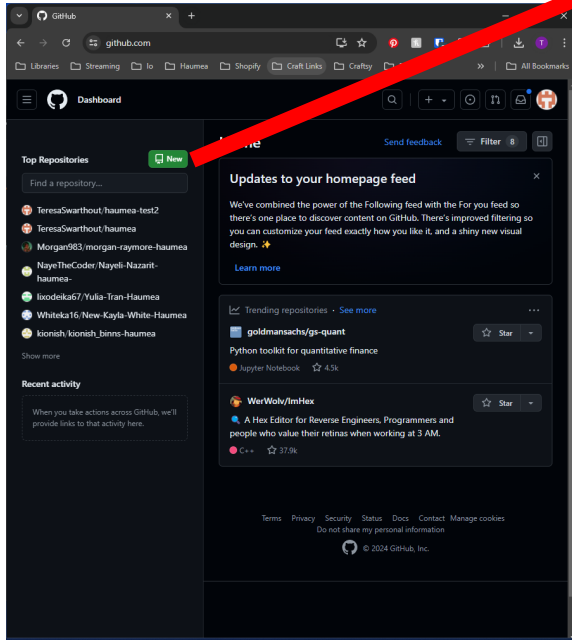 GitHub
github.com
Libraries
Streaming
Io
Haumea
Shopify
Craft Links
Craftsy
»
All Bookmarks
T
Dashboard
Top Repositories
New
Find a repository...
TeresaSwarthout/haumea-test2
TeresaSwarthout/haumea
Morgan983/morgan-raymore-haumea
NayeTheCoder/Nayeli-Nazarit-
haumea-
lixodeika67/Yulia-Tran-Haumea
Whiteka16/New-Kayla-White-Haumea
kionish/kionish_binns-haumea
Show more
Recent activity
When you take actions across GitHub, we'll
provide links to that activity here.
Send feedback
Filter 8
Updates to your homepage feed
We've combined the power of the Following feed with the For you feed so
there's one place to discover content on GitHub. There's improved filtering so
you can customize your feed exactly how you like it, and a shiny new visual
design. ✨
Learn more
Trending repositories · See more
goldmansachs/gs-quant
Star
Python toolkit for quantitative finance
Jupyter Notebook 4.5k
WerWolv/ImHex
Star
🔍 A Hex Editor for Reverse Engineers, Programmers and
people who value their retinas when working at 3 AM.
C++ 37.9k
Terms Privacy Security Status Docs Contact Manage cookies
Do not share my personal information
© 2024 GitHub, Inc.